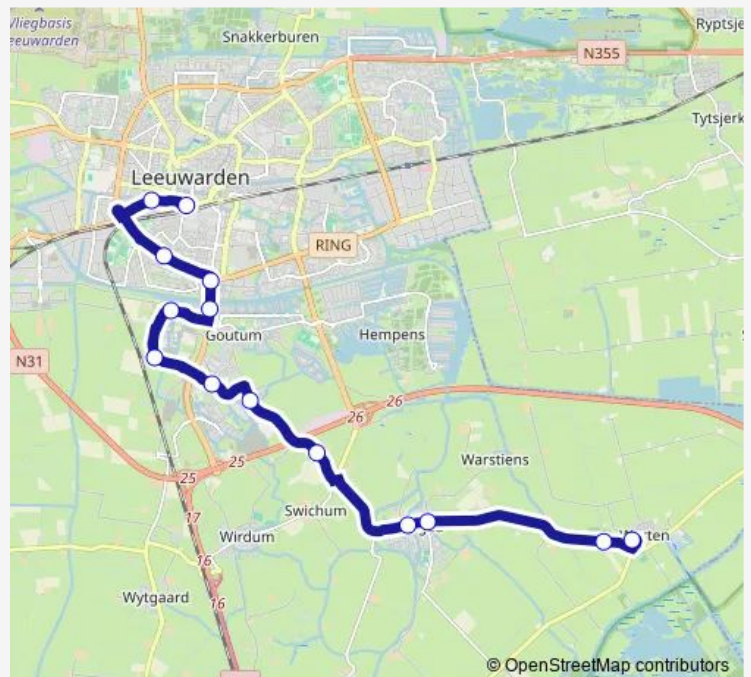 Vliegbasis
Leeuwarden
Snakkerburen
Ryptsje
N355
Tytsjerk
Leeuwarden
RING
Goutum
Hempens
N31
26
26
25
25
Warstiens
17
Swichum
Wirdum
16
Wytgaard
16
© OpenStreetMap contributors